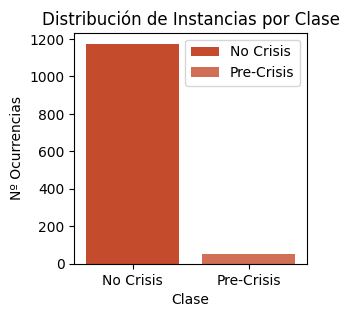 Distribución de Instancias por Clase
Nº Ocurrencias
1200
1000
800
600
400
200
0
No Crisis
Pre-Crisis
No Crisis
Pre-Crisis
Clase